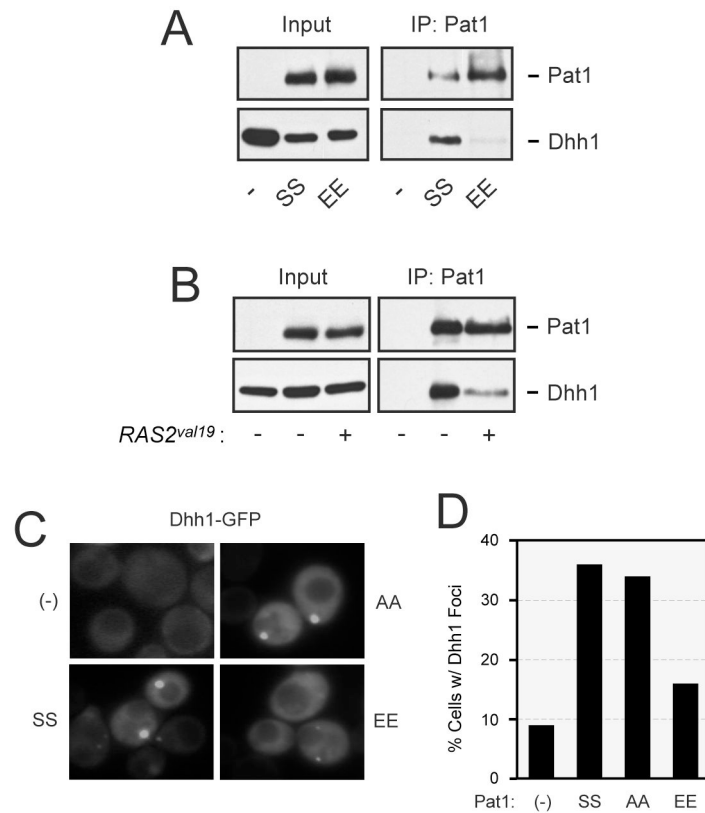 A
Input
IP: Pat1
Pat1
Dhh1
- SS EE - SS EE
B
Input
IP: Pat1
Pat1
Dhh1
RAS2val19 : - - + - - +
C
Dhh1-GFP
(-)
AA
SS
EE
D
% Cells w/ Dhh1 Foci
40
30
20
10
0
Pat1: (-) SS AA EE